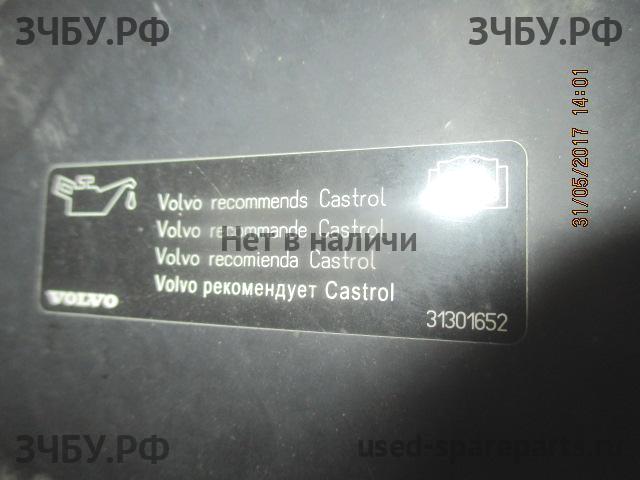 ЗЧБУ.РФ
ЗЧБУ.РФ
31/05/2017 14:01
Volvo recommends Castrol
Volvo recommande Castrol
Нет в наличи
Volvo recomienda Castrol
Volvo рекомендует Castrol
VOLVO
31301652
ЗЧБУ.РФ
used-spareparts.ru